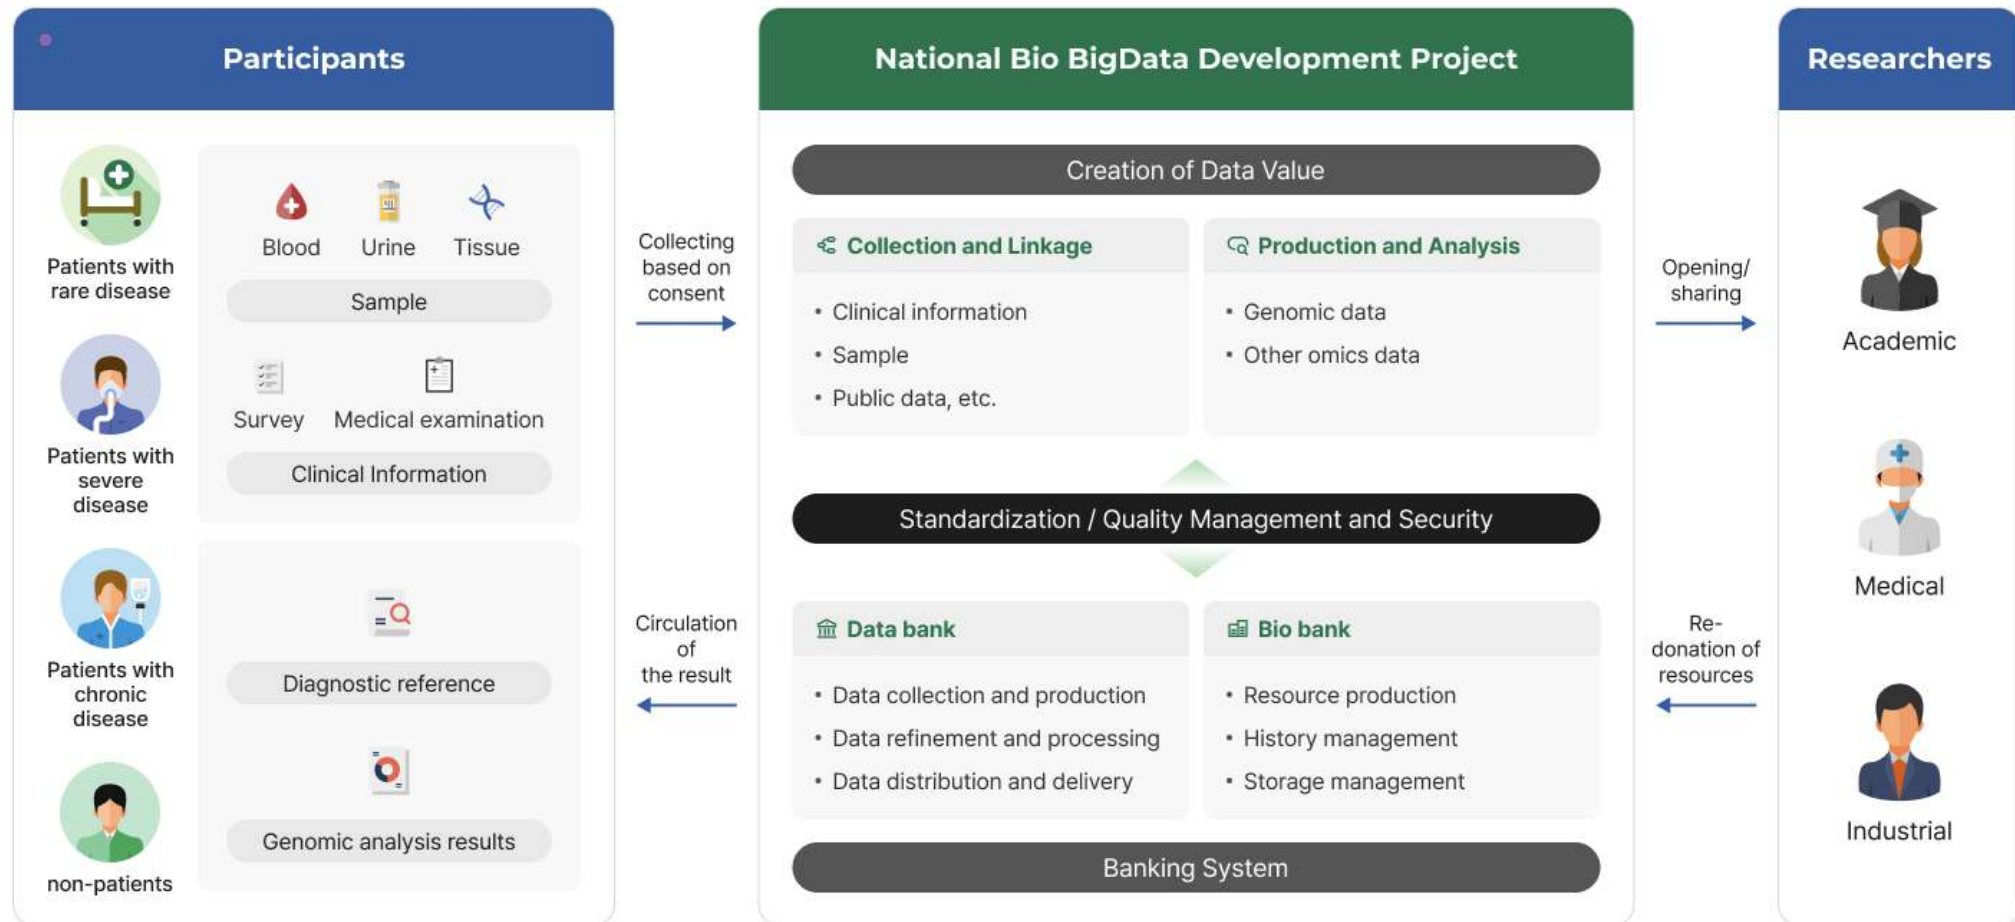 Participants
Patients with
rare disease
Patients with
severe
disease
Patients with
chronic
disease
non-patients
Blood
Urine
Tissue
Sample
Survey
Medical examination
Clinical Information
Diagnostic reference
Genomic analysis results
Collecting
based on
consent
Circulation
of
the result
National Bio BigData Development Project
Creation of Data Value
Collection and Linkage
• Clinical information
• Sample
• Public data, etc.
Production and Analysis
• Genomic data
• Other omics data
Standardization / Quality Management and Security
Data bank
• Data collection and production
• Data refinement and processing
• Data distribution and delivery
Bio bank
• Resource production
• History management
• Storage management
Banking System
Opening/
sharing
Re-
donation of
resources
Researchers
Academic
Medical
Industrial